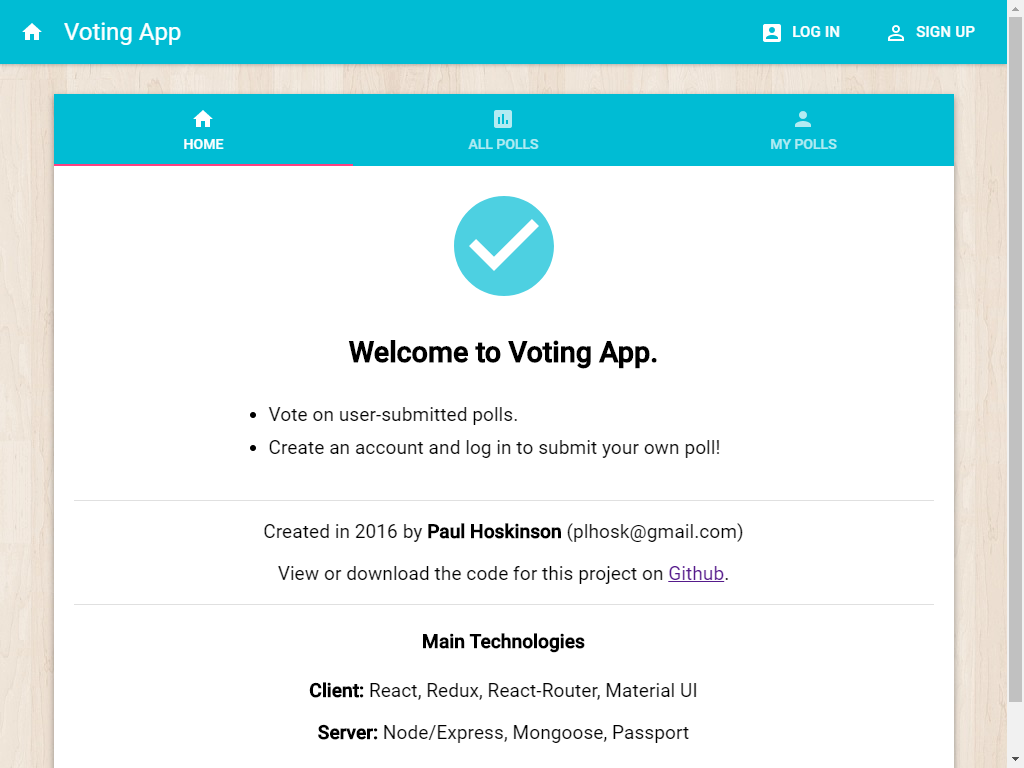 Voting App
LOG IN
SIGN UP
HOME
ALL POLLS
MY POLLS
Welcome to Voting App.
Vote on user-submitted polls.
Create an account and log in to submit your own poll!
Created in 2016 by Paul Hoskinson (plhosk@gmail.com)
View or download the code for this project on Github.
Main Technologies
Client: React, Redux, React-Router, Material UI
Server: Node/Express, Mongoose, Passport